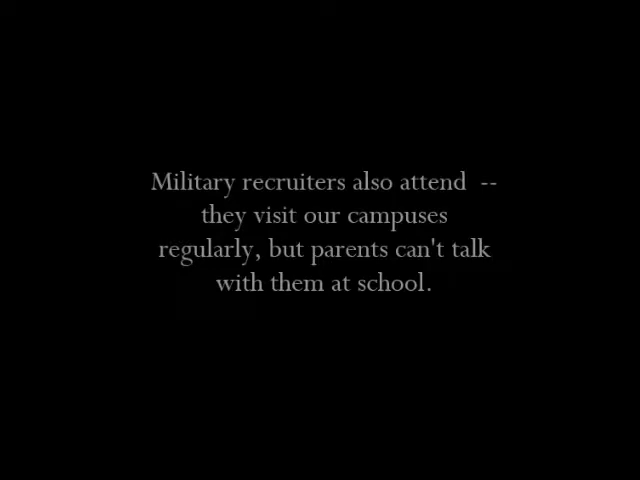 Military recruiters also attend --
they visit our campuses
regularly, but parents can't talk
with them at school.